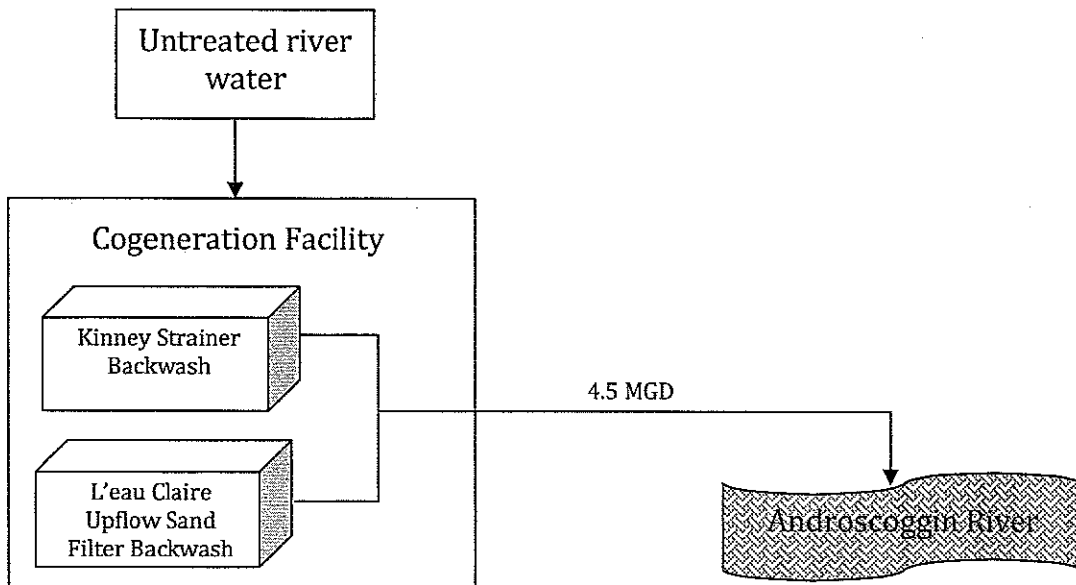 Untreated river
water
Cogeneration Facility
Kinney Strainer
Backwash
4.5 MGD
L'eau Claire
Upflow Sand
Filter Backwash
Androscoggin River